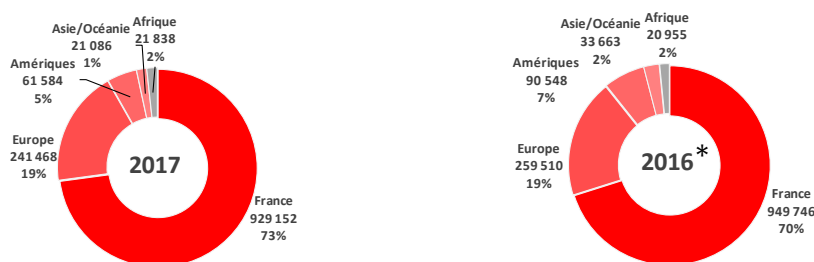 Afrique
21 838
2%
Asie/Océanie
21 086
1%
Amériques
61 584
5%
Europe
241 468
19%
2017
France
929 152
73%
Afrique
20 955
2%
Asie/Océanie
33 663
2%
Amériques
90 548
7%
Europe
259 510
19%
2016*
France
949 746
70%